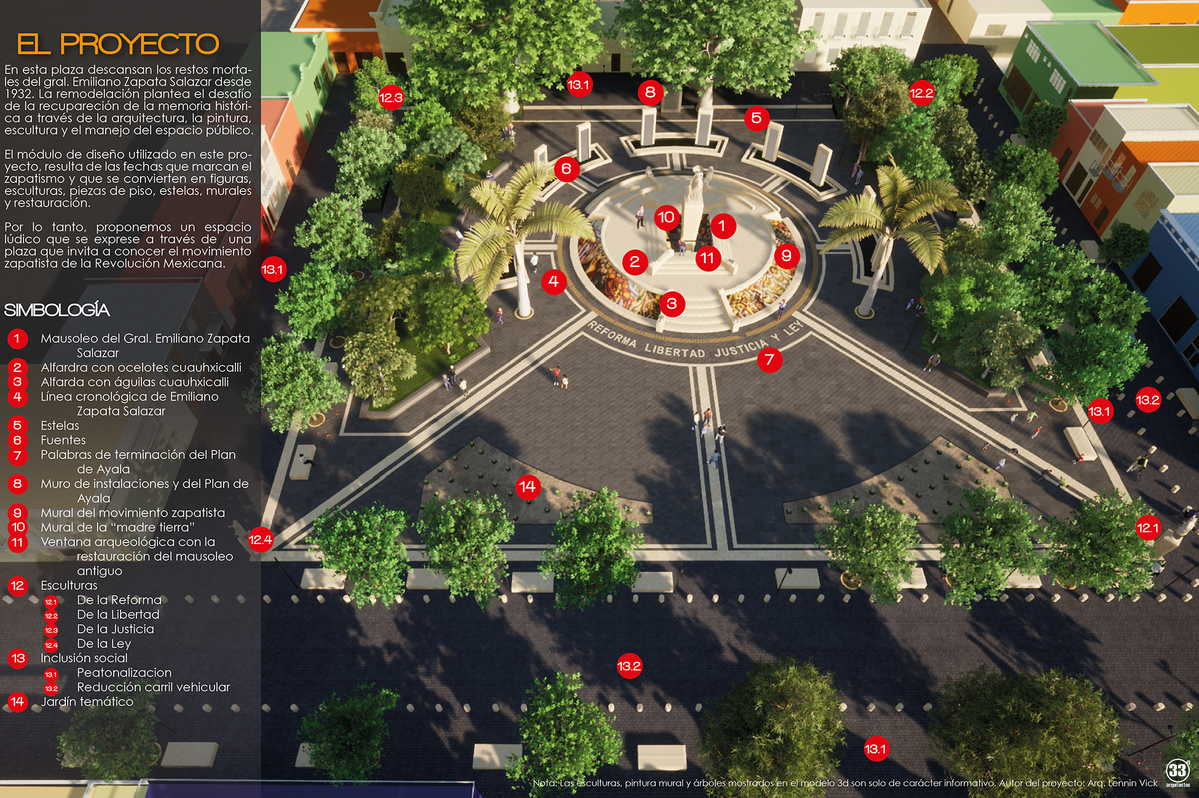 EL PROYECTO
En esta plaza descansan los restos morta-
les del gral. Emiliano Zapata Salazar desde
1932. La remodelación plantea el desafío
de la recupareción de la memoria históri-
ca a través de la arquitectura, la pintura,
escultura y el manejo del espacio público.
El módulo de diseño utilizado en este pro-
yecto, resulta de las fechas que marcan el
zapatismo y que se convierten en figuras,
esculturas, piezas de piso, estelas, murales
y restauración.
Por lo tanto, proponemos un espacio
lúdico que se exprese a través de una
plaza que invita a conocer el movimiento
zapatista de la Revolución Mexicana.
SIMBOLOGÍA
1 Mausoleo del Gral. Emiliano Zapata
Salazar
2 Alfardra con ocelotes cuauhxicalli
3 Alfarda con águilas cuauhxicalli
4 Línea cronológica de Emiliano
Zapata Salazar
5 Estelas
6 Fuentes
7 Palabras de terminación del Plan
de Ayala
8 Muro de instalaciones y del Plan de
Ayala
9 Mural del movimiento zapatista
10 Mural de la “madre tierra”
11 Ventana arqueológica con la
restauración del mausoleo
antiguo
12 Esculturas
12.1 De la Reforma
12.2 De la Libertad
12.3 De la Justicia
12.4 De la Ley
13 Inclusión social
13.1 Peatonalizacion
13.2 Reducción carril vehicular
14 Jardín temático
13.1
8
12.3
12.2
5
6
10
1
2
11
9
13.1
4
3
REFORMA LIBERTAD JUSTICIA Y LEY
7
13.2
13.1
14
12.1
12.4
13.2
13.1
Nota: Las esculturas, pintura mural y árboles mostrados en el modelo 3d son solo de carácter informativo. Autor del proyecto: Arq. Lennin Vick
33
arquitectos